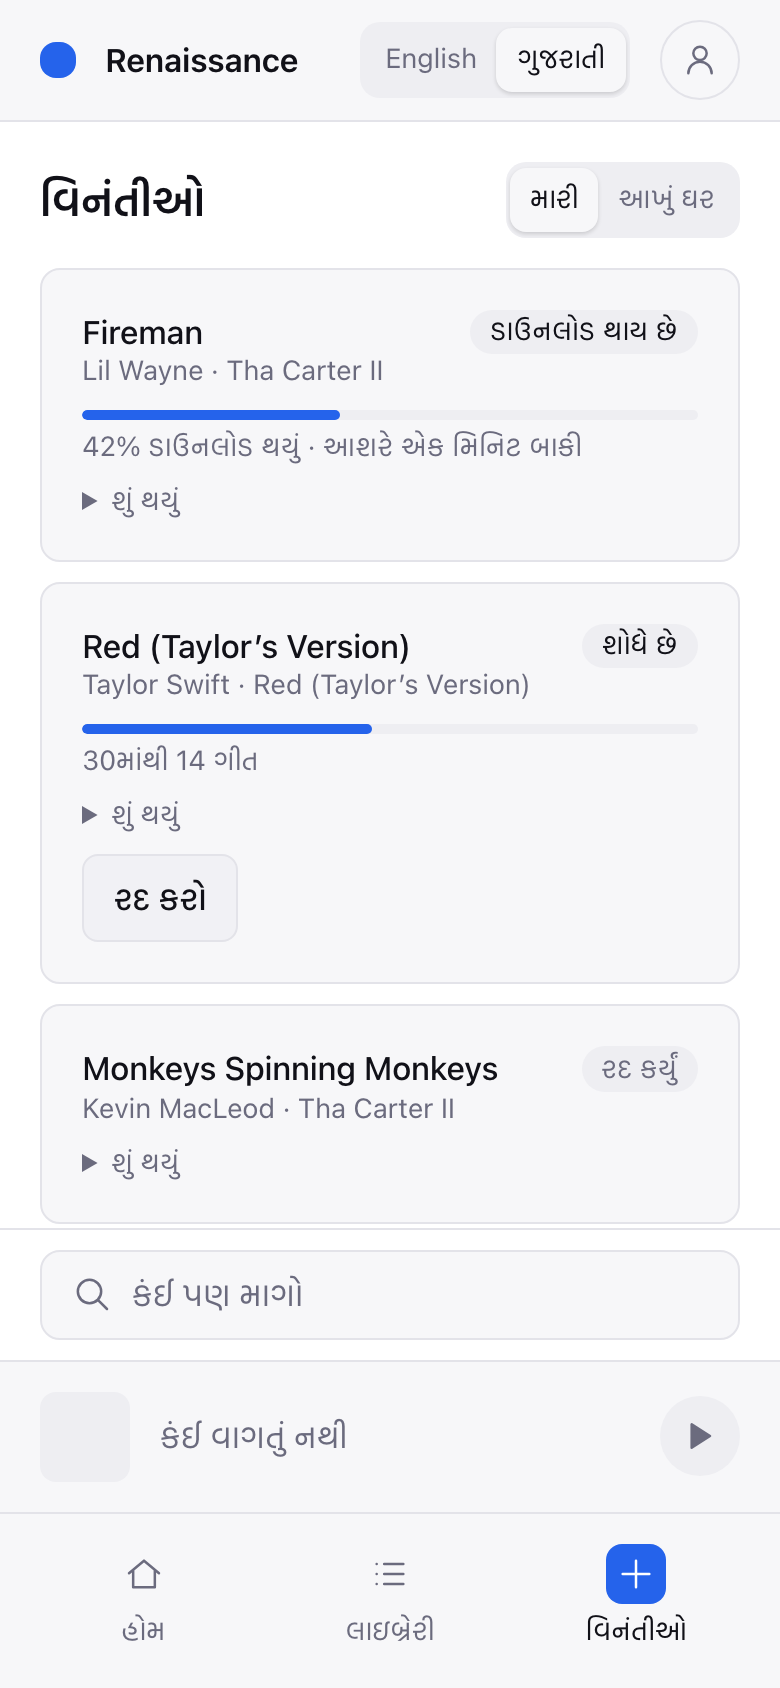 Renaissance
English
ગુજરાતી
વિનંતીઓ
મારી
આખું ઘર
Fireman
ડાઉનલોડ થાય છે
Lil Wayne · Tha Carter II
42% ડાઉનલોડ થયું · આશરે એક મિનિટ બાકી
શું થયું
Red (Taylor’s Version)
શોધે છે
Taylor Swift · Red (Taylor’s Version)
30માંથી 14 ગીત
શું થયું
રદ કરો
Monkeys Spinning Monkeys
રદ કર્યું
Kevin MacLeod · Tha Carter II
શું થયું
કંઈ પણ માગો
કંઈ વાગતું નથી
હોમ
લાઇબ્રેરી
વિનંતીઓ